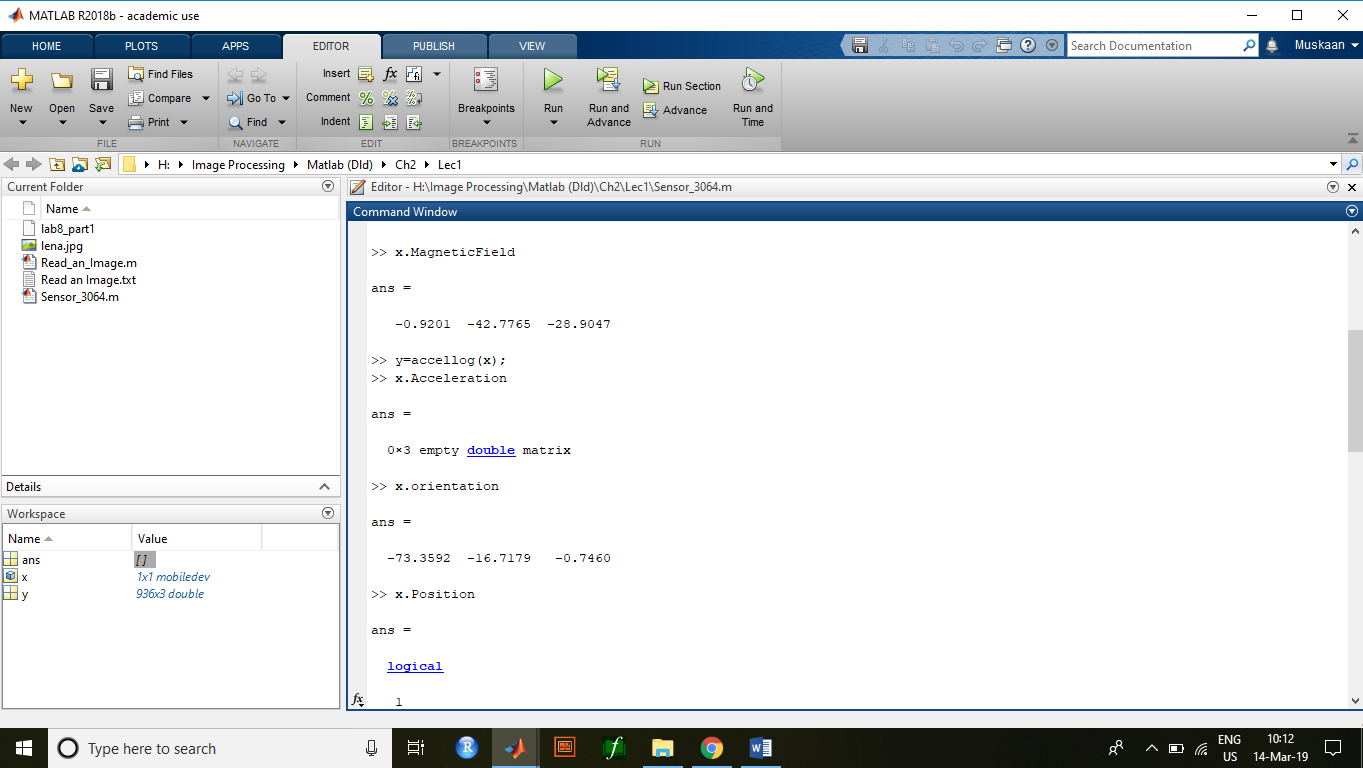 MATLAB R2018b - academic use
HOME PLOTS APPS EDITOR PUBLISH VIEW
Search Documentation
Muskaan
New
Open
Save
Find Files
Compare
Print
FILE
Go To
Find
NAVIGATE
Insert
Comment
Indent
EDIT
Breakpoints
BREAKPOINTS
Run
Run and
Advance
Run Section
Advance
Run and
Time
RUN
H: Image Processing Matlab (Dld) Ch2 Lec1
Current Folder
Name
lab8_part1
lena.jpg
Read_an_Image.m
Read an Image.txt
Sensor_3064.m
Details
Workspace
Name Value
ans []
x 1x1 mobiledev
y 936x3 double
Editor - H:\Image Processing\Matlab (Dld)\Ch2\Lec1\Sensor_3064.m
Command Window
>> x.MagneticField
ans =
-0.9201 -42.7765 -28.9047
>> y=accellog(x);
>> x.Acceleration
ans =
0×3 empty double matrix
>> x.orientation
ans =
-73.3592 -16.7179 -0.7460
>> x.Position
ans =
logical
1
fx
Type here to search
ENG
US
10:12
14-Mar-19